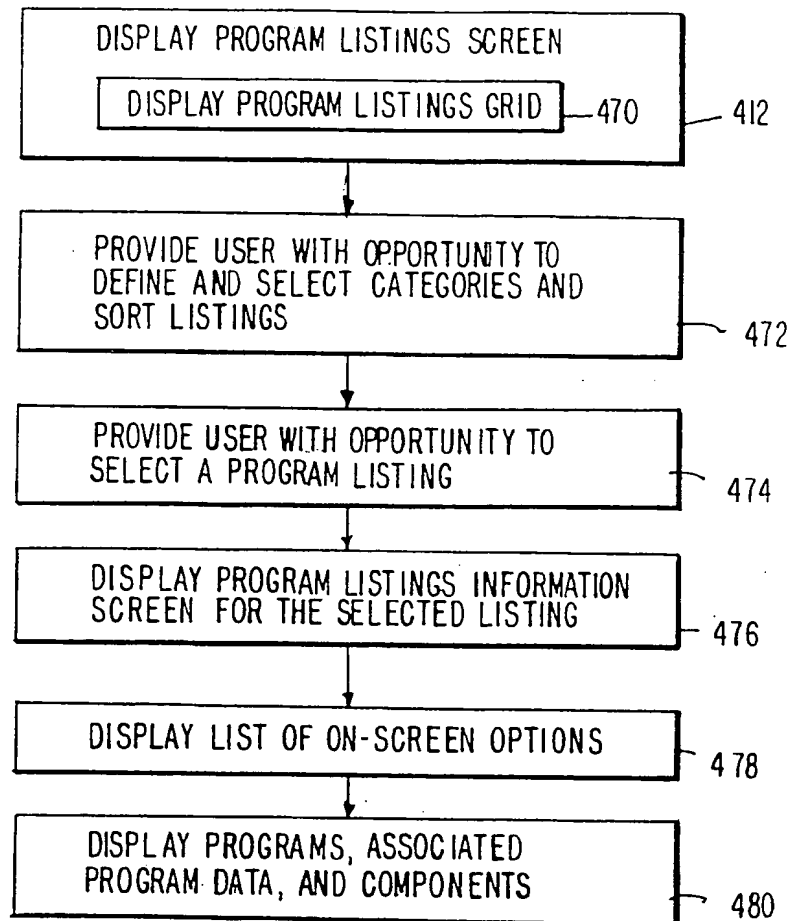 DISPLAY PROGRAM LISTINGS SCREEN
DISPLAY PROGRAM LISTINGS GRID
470
412
PROVIDE USER WITH OPPORTUNITY TO
DEFINE AND SELECT CATEGORIES AND
SORT LISTINGS
472
PROVIDE USER WITH OPPORTUNITY TO
SELECT A PROGRAM LISTING
474
DISPLAY PROGRAM LISTINGS INFORMATION
SCREEN FOR THE SELECTED LISTING
476
DISPLAY LIST OF ON-SCREEN OPTIONS
478
DISPLAY PROGRAMS, ASSOCIATED
PROGRAM DATA, AND COMPONENTS
480